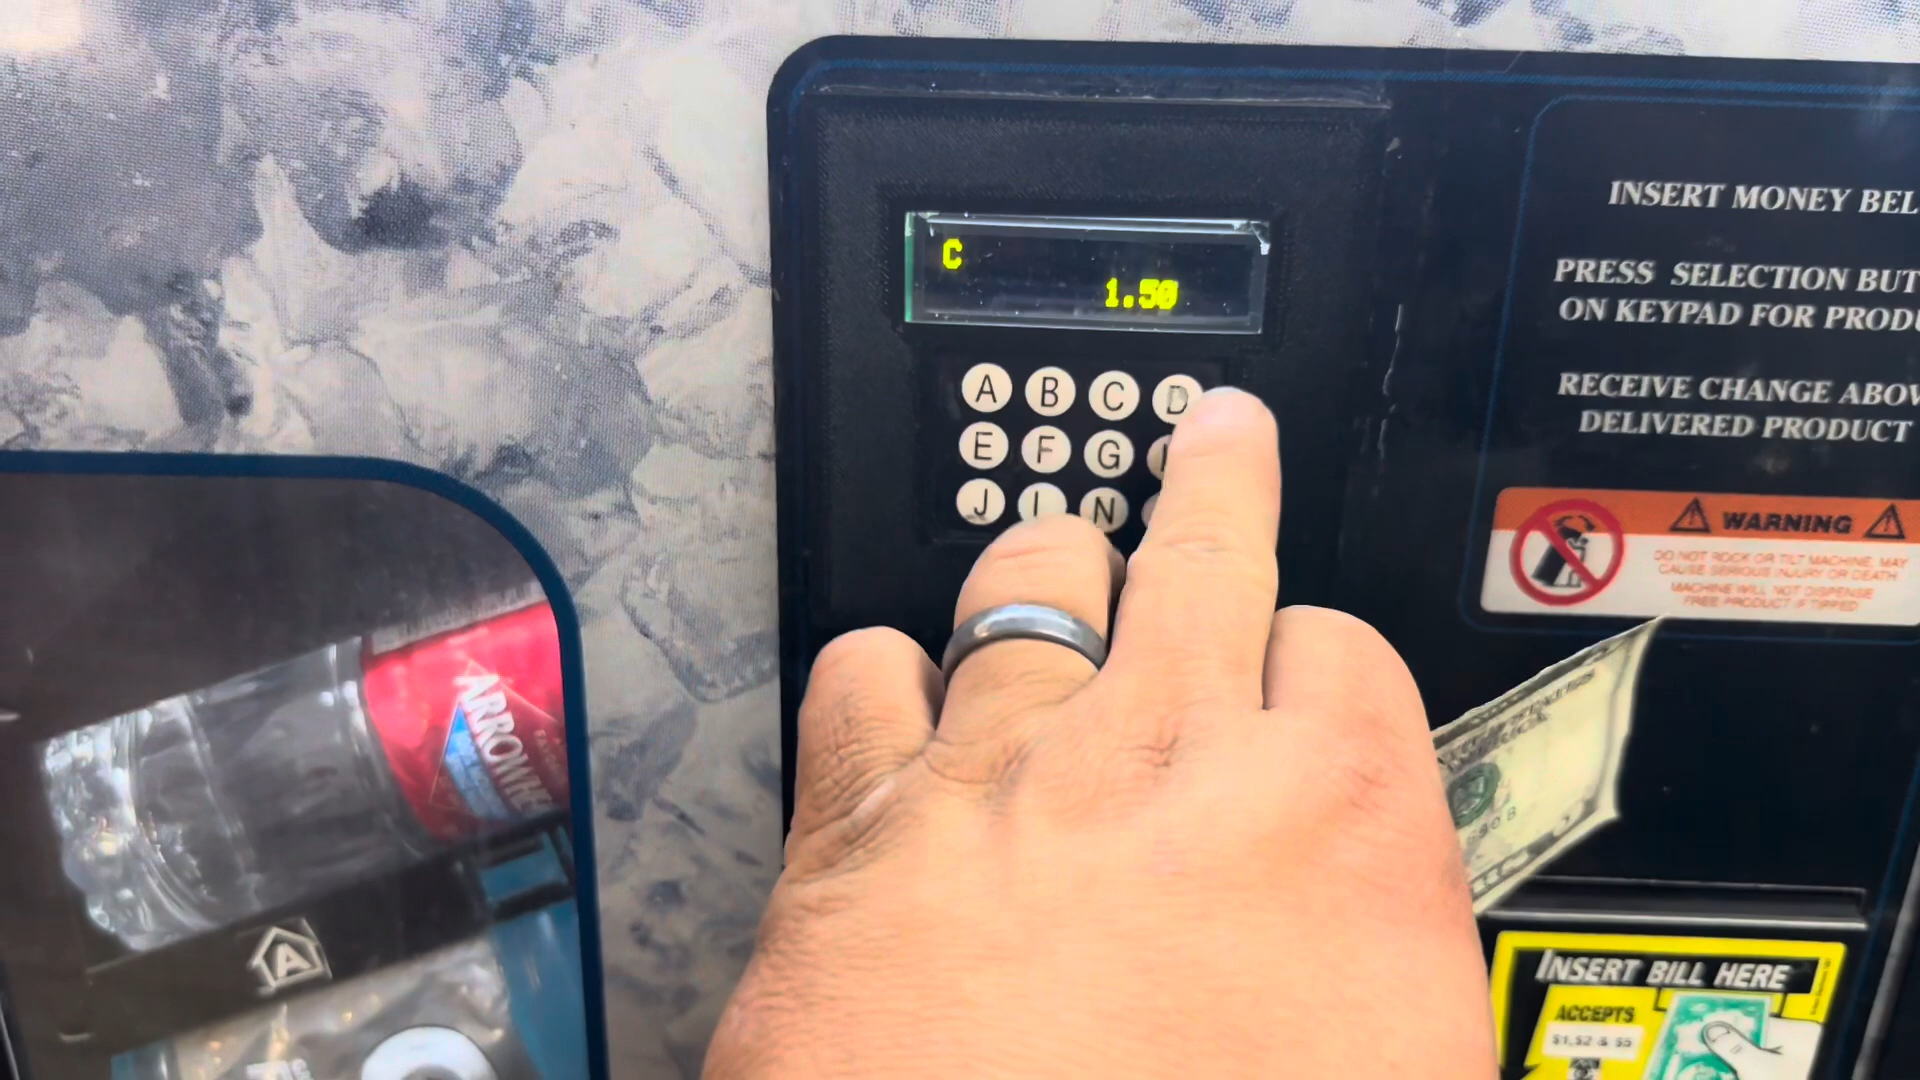 C
1.50
A B C D
E F G
J N
INSERT MONEY BEL
PRESS SELECTION BUT
ON KEYPAD FOR PRODU
RECEIVE CHANGE ABOV
DELIVERED PRODUCT
WARNING
DO NOT ROCK OR TILT MACHINE, MAY
CAUSE SERIOUS INJURY OR DEATH
MACHINE WILL NOT DISPENSE
FREE PRODUCT IF TIPPED
ARROWHE
A
INSERT BILL HERE
ACCEPTS
$1,$2 & $5